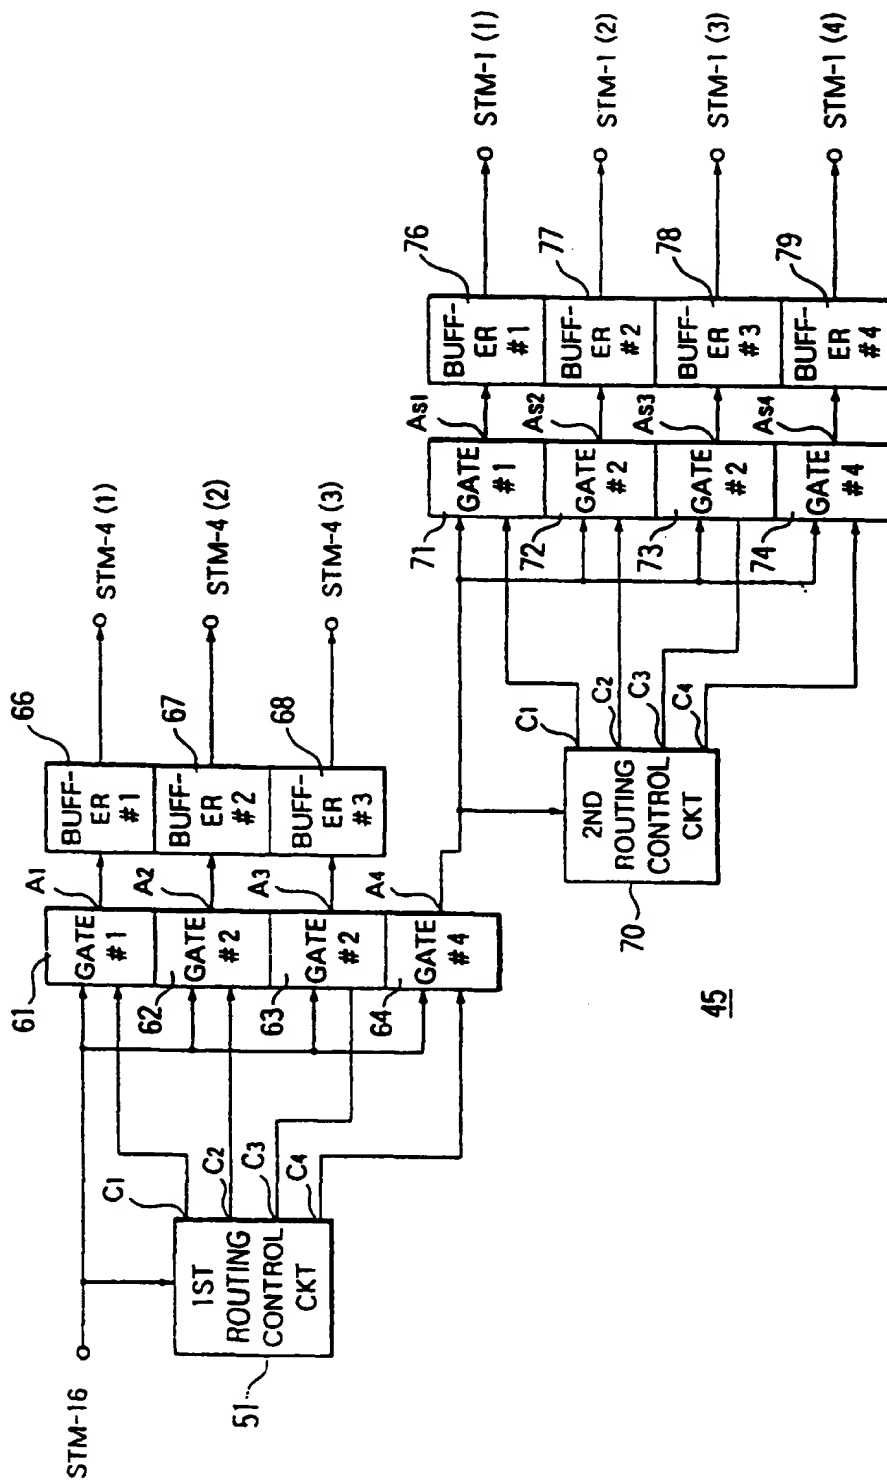 STM-16
1ST
ROUTING
CONTROL
CKT
51
C1
C2
C3
C4
61
GATE
#1
62
GATE
#2
63
GATE
#2
64
GATE
#4
A1
A2
A3
A4
66
BUFF-
ER
#1
67
BUFF-
ER
#2
68
BUFF-
ER
#3
STM-4 (1)
STM-4 (2)
STM-4 (3)
2ND
ROUTING
CONTROL
CKT
70
C1
C2
C3
C4
71
GATE
#1
72
GATE
#2
73
GATE
#2
74
GATE
#4
As1
As2
As3
As4
76
BUFF-
ER
#1
77
BUFF-
ER
#2
78
BUFF-
ER
#3
79
BUFF-
ER
#4
STM-1 (1)
STM-1 (2)
STM-1 (3)
STM-1 (4)
45